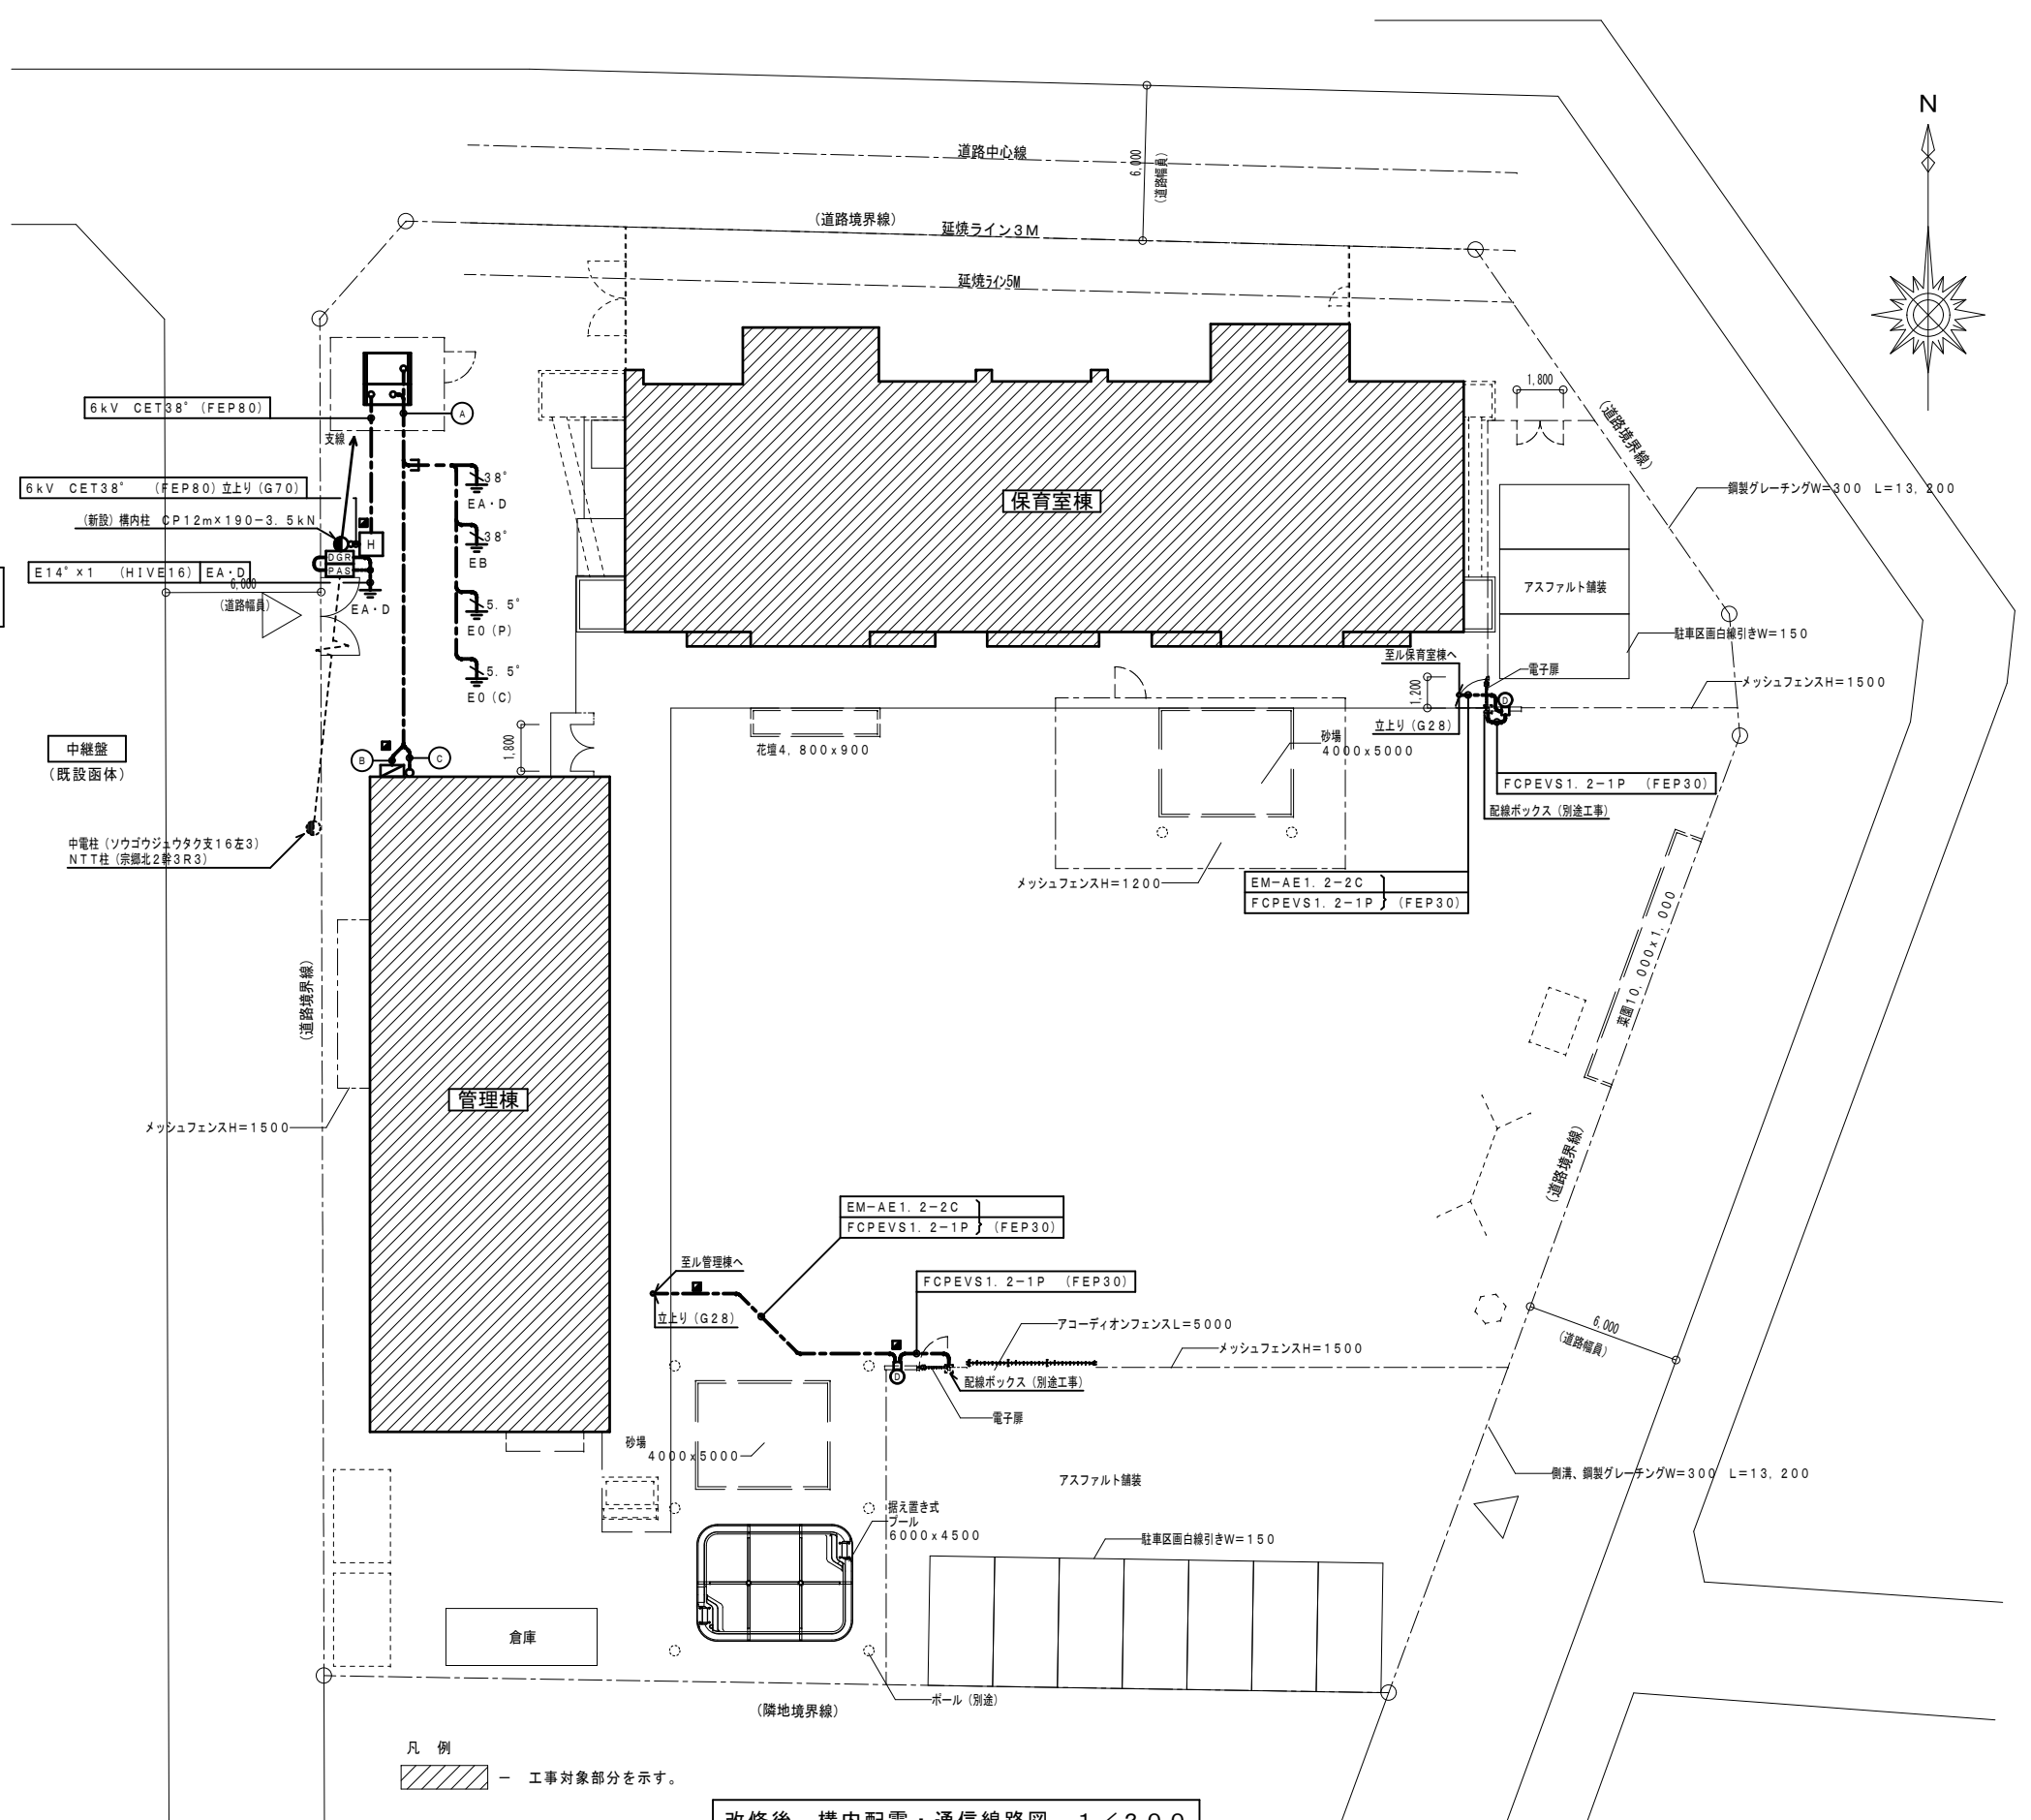 N
道路中心線
6,000
(道路幅員)
(道路境界線)
延焼ライン3M
延焼ライン5M
1,800
(道路境界線)
6kV CET38° (FEP80)
A
支線
6kV CET38° (FEP80)立上り(G70)
(新設)構内柱 CP12m×190-3.5kN
H
DGR
PAS
E14°×1 (HIVE16) EA・D
6,000
(道路幅員)
EA・D
38°
EA・D
38°
EB
5.5°
E0(P)
5.5°
E0(C)
保育室棟
鋼製グレーチングW=300 L=13,200
アスファルト舗装
駐車区画白線引きW=150
至ル保育室棟へ
電子扉
メッシュフェンスH=1500
1,200
D
立上り(G28)
中継盤
(既設函体)
B
C
1,800
花壇4,800x900
砂場
4000x5000
FCPEVS1.2-1P (FEP30)
配線ボックス(別途工事)
中電柱(ソウゴウジュウタク支16左3)
NTT柱(宗郷北2幹3R3)
メッシュフェンスH=1200
EM-AE1.2-2C
FCPEVS1.2-1P (FEP30)
菜園10,000x1,000
(道路境界線)
管理棟
メッシュフェンスH=1500
(道路境界線)
EM-AE1.2-2C
FCPEVS1.2-1P (FEP30)
至ル管理棟へ
FCPEVS1.2-1P (FEP30)
立上り(G28)
アコーディオンフェンスL=5000
メッシュフェンスH=1500
6,000
(道路幅員)
D
配線ボックス(別途工事)
電子扉
砂場
4000x5000
アスファルト舗装
側溝、鋼製グレーチングW=300 L=13,200
据え置き式
プール
6000x4500
駐車区画白線引きW=150
倉庫
ポール(別途)
(隣地境界線)
凡 例
－ 工事対象部分を示す。
改修後 構内配電・通信線路図 1/300